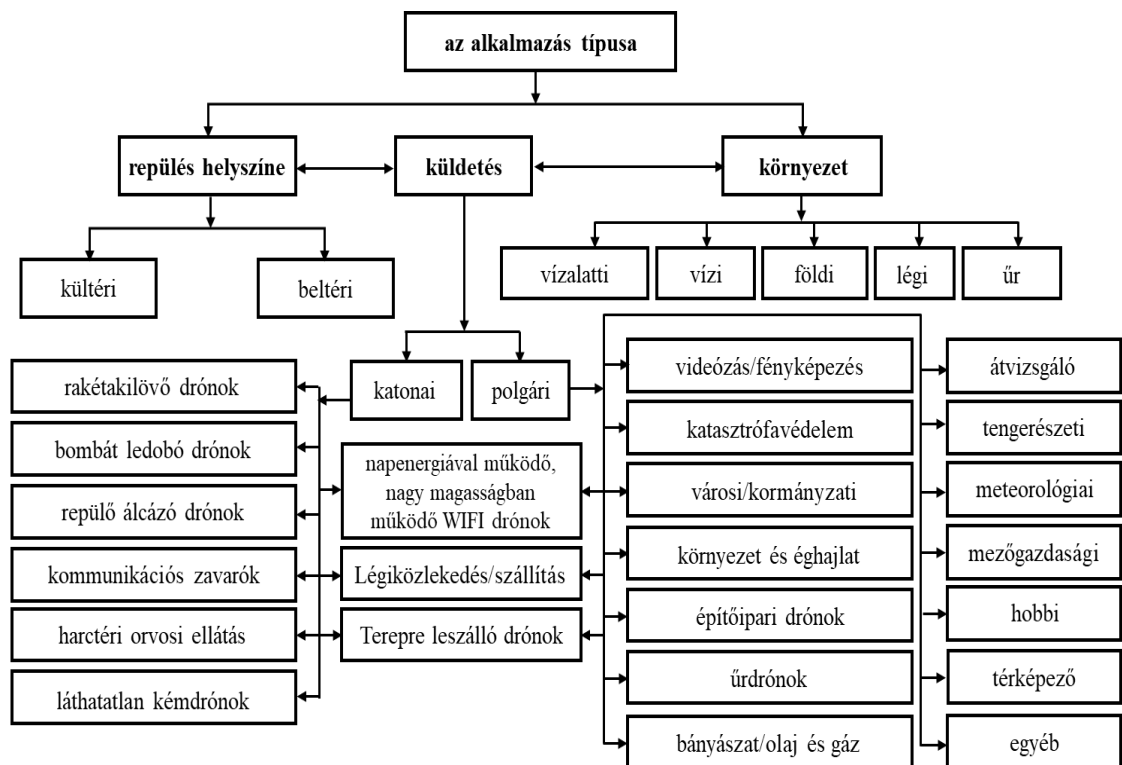 az alkalmazás típusa
repülés helyszíne
küldetés
környezet
kültéri
beltéri
vízalatti
vízi
földi
légi
űr
katonai
polgári
rakétakilövő drónok
bombát ledobó drónok
repülő álcázó drónok
kommunikációs zavarók
harctéri orvosi ellátás
láthatatlan kémdrónok
napenergiával működő,
nagy magasságban
működő WIFI drónok
Légiközlekedés/szállítás
Terepre leszálló drónok
videózás/fényképezés
katasztrófavédelem
városi/kormányzati
környezet és éghajlat
építőipari drónok
űrdrónok
bányászat/olaj és gáz
átvizsgáló
tengerészeti
meteorológiai
mezőgazdasági
hobbi
térképező
egyéb